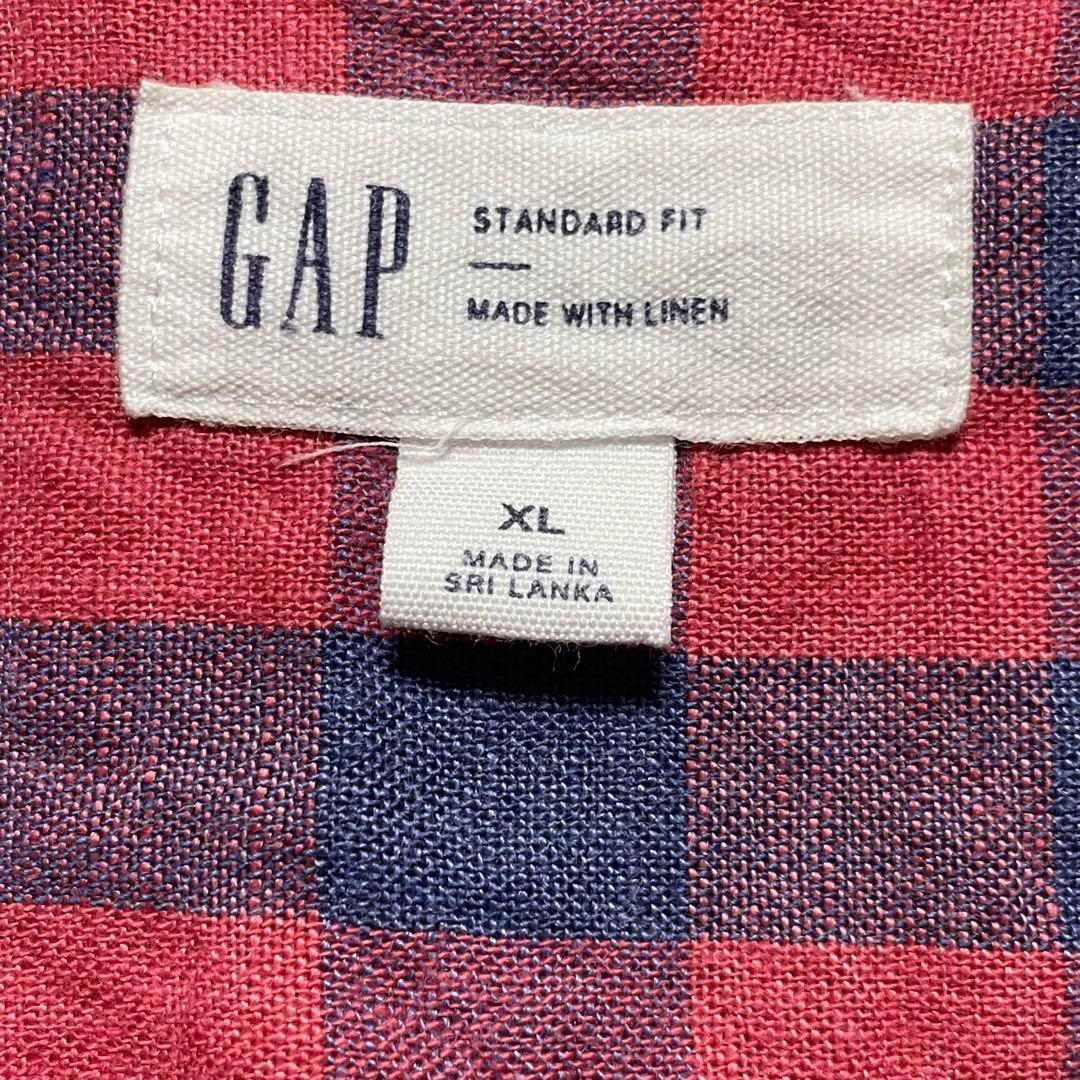 GAP
STANDARD FIT
MADE WITH LINEN
XL
MADE IN
SRI LANKA